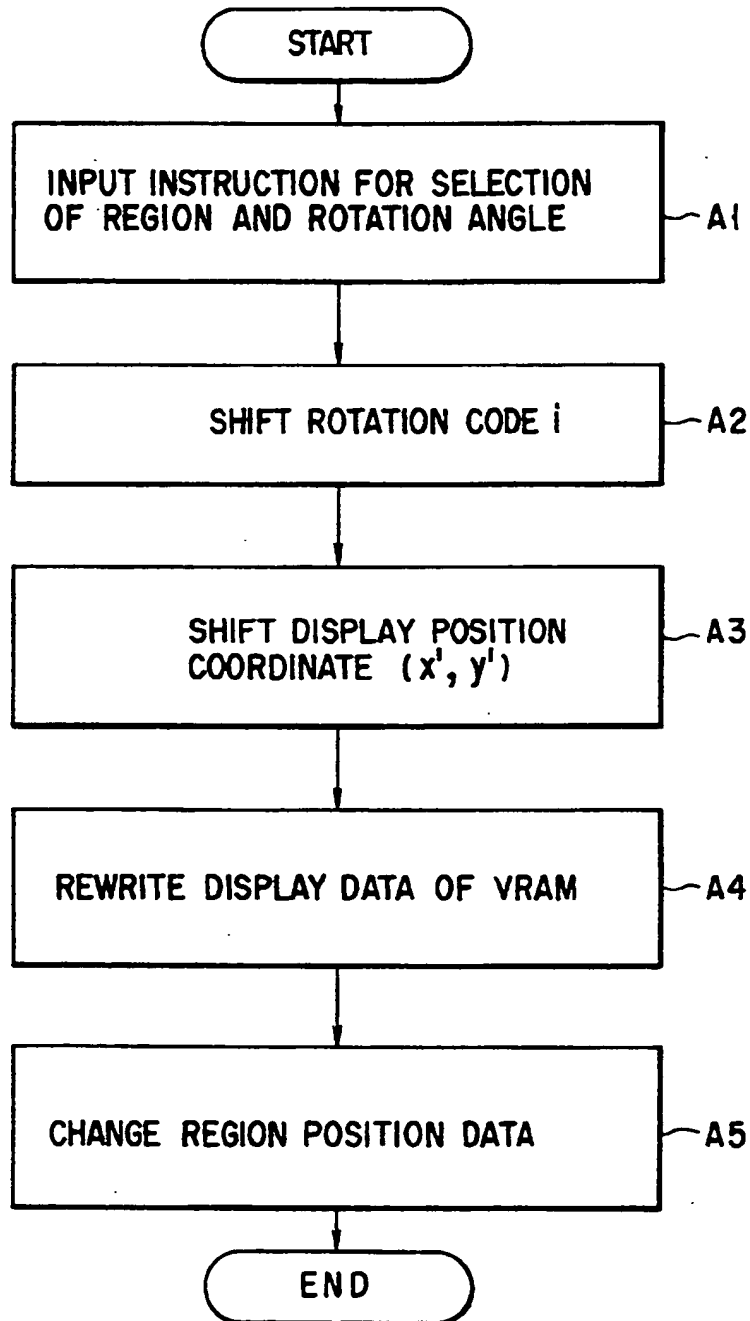 START
INPUT INSTRUCTION FOR SELECTION
OF REGION AND ROTATION ANGLE
A1
SHIFT ROTATION CODE i
A2
SHIFT DISPLAY POSITION
COORDINATE (x', y')
A3
REWRITE DISPLAY DATA OF VRAM
A4
CHANGE REGION POSITION DATA
A5
END